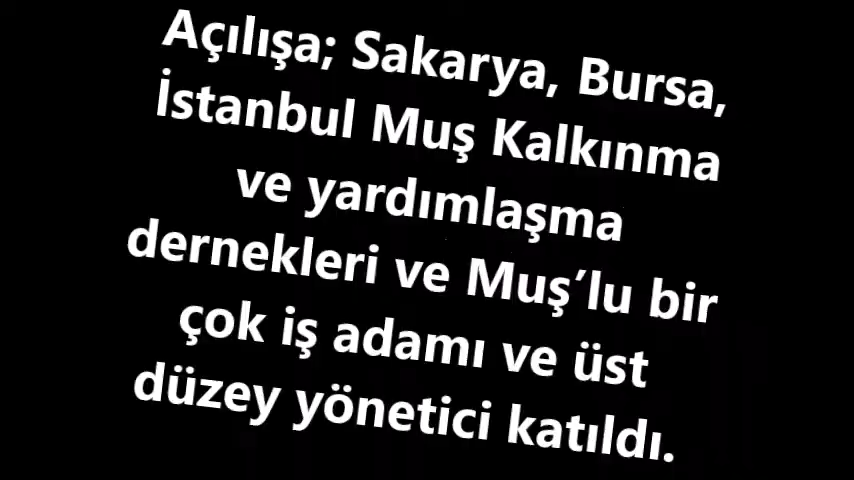 Açılışa; Sakarya, Bursa,
İstanbul Muş Kalkınma
ve yardımlaşma
dernekleri ve Muş’lu bir
çok iş adamı ve üst
düzey yönetici katıldı.